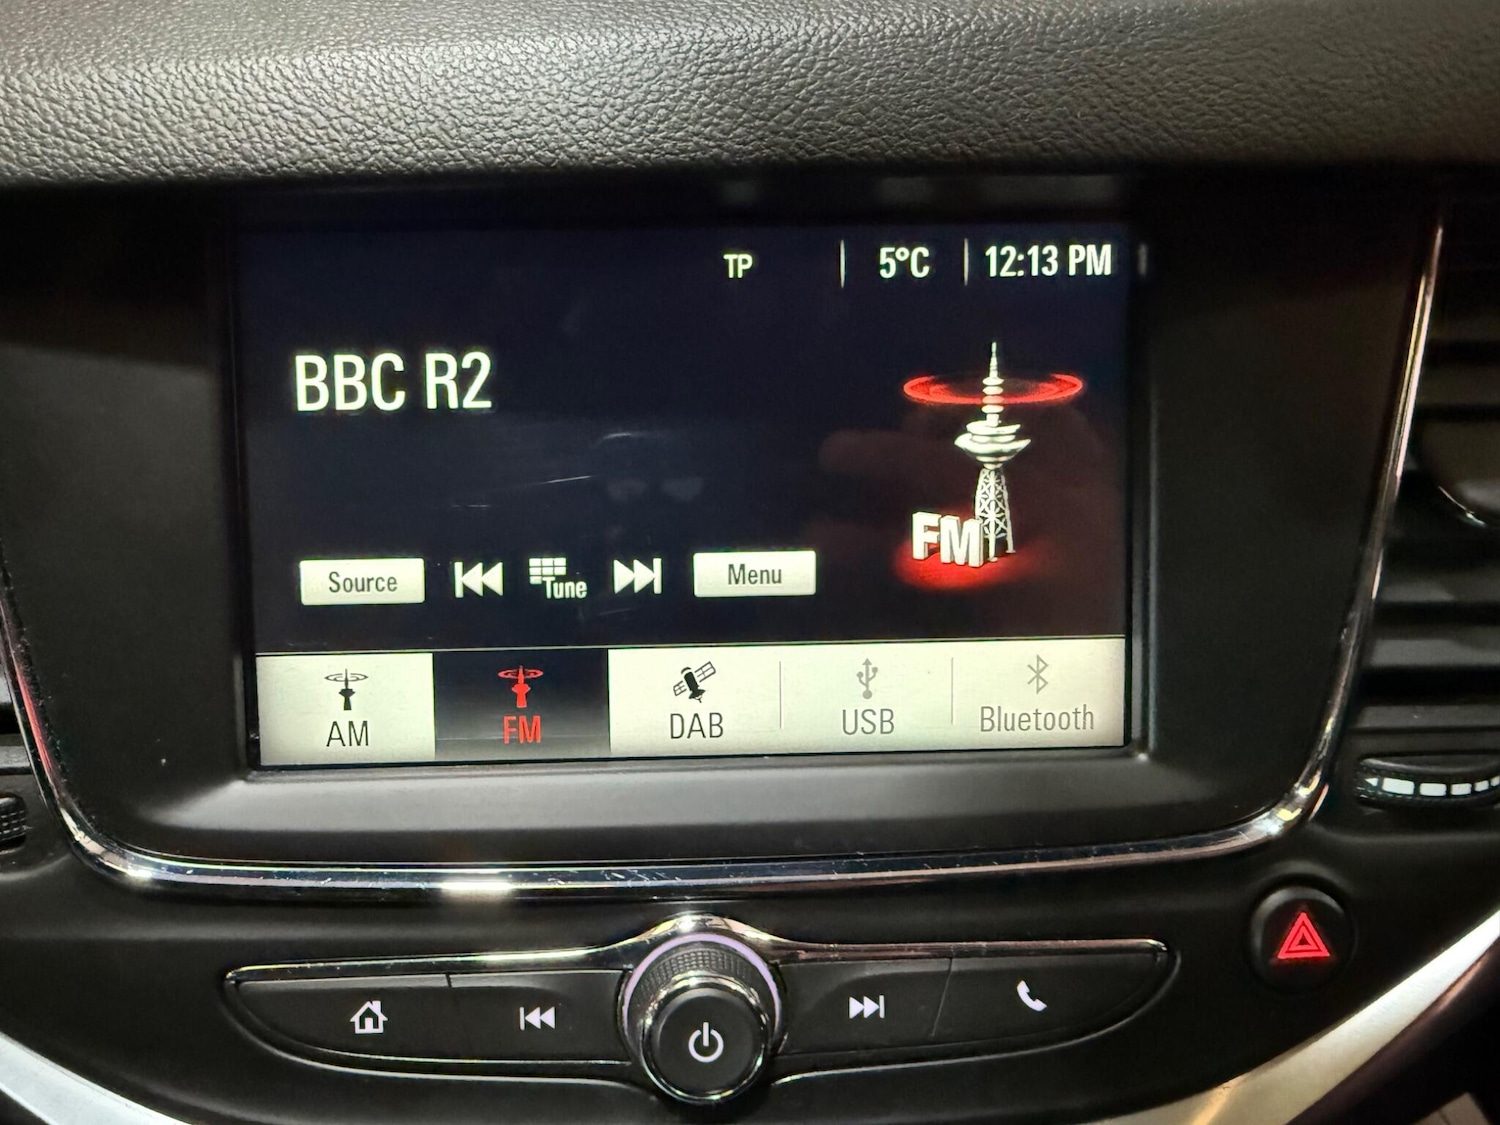 TP 5°C 12:13 PM
BBC R2
FM
Source Tune Menu
AM FM DAB USB Bluetooth